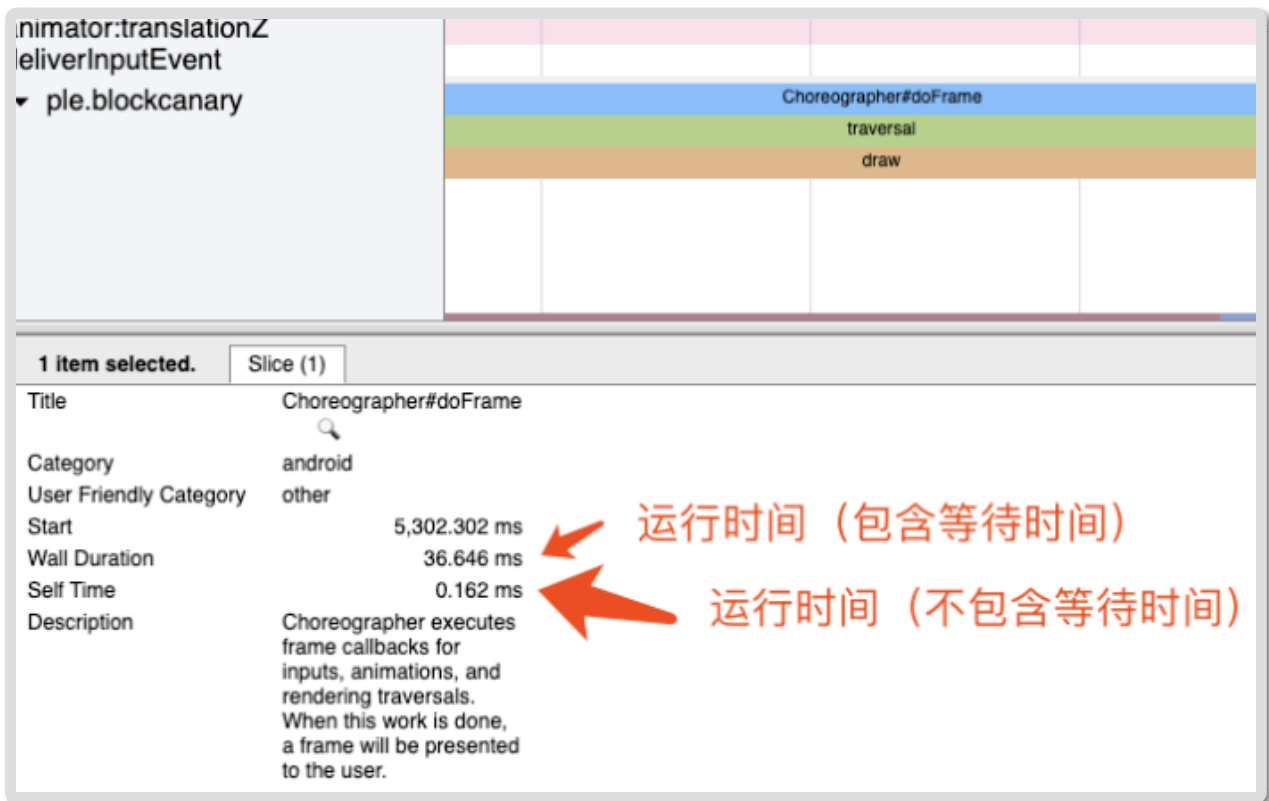 nimator:translationZ
eliverInputEvent
ple.blockcanary
Choreographer#doFrame
traversal
draw
1 item selected.
Slice (1)
Title
Choreographer#doFrame
Category
android
User Friendly Category
other
Start
5,302.302 ms
Wall Duration
36.646 ms
运行时间（包含等待时间）
Self Time
0.162 ms
运行时间（不包含等待时间）
Description
Choreographer executes
frame callbacks for
inputs, animations, and
rendering traversals.
When this work is done,
a frame will be presented
to the user.